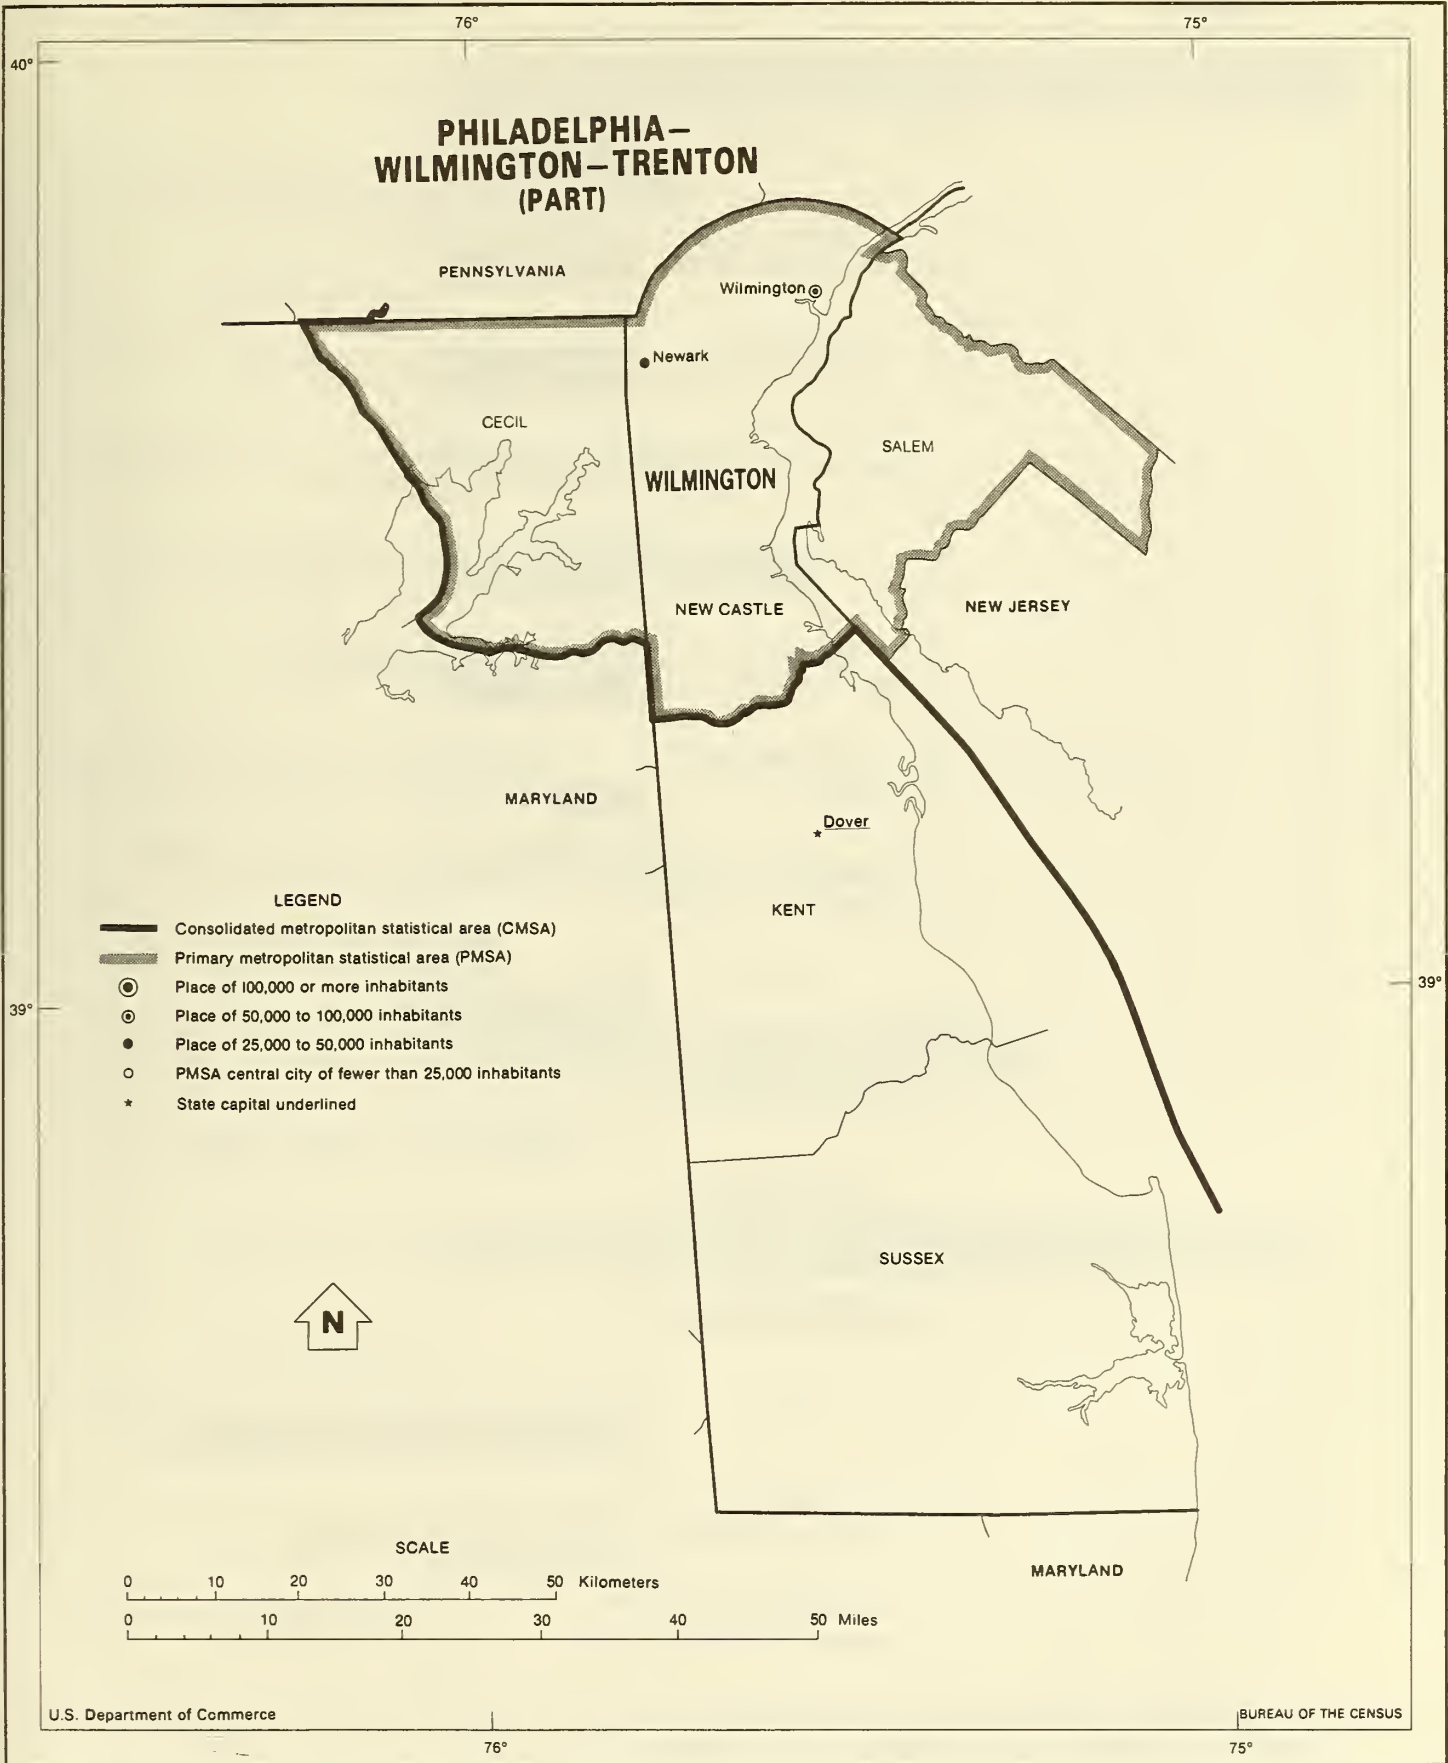 76°
75°
40°
PHILADELPHIA–
WILMINGTON–TRENTON
(PART)
PENNSYLVANIA
Wilmington
Newark
CECIL
SALEM
WILMINGTON
NEW CASTLE
NEW JERSEY
MARYLAND
Dover
KENT
LEGEND
Consolidated metropolitan statistical area (CMSA)
Primary metropolitan statistical area (PMSA)
Place of 100,000 or more inhabitants
Place of 50,000 to 100,000 inhabitants
Place of 25,000 to 50,000 inhabitants
PMSA central city of fewer than 25,000 inhabitants
State capital underlined
39°
39°
SUSSEX
N
SCALE
0 10 20 30 40 50 Kilometers
0 10 20 30 40 50 Miles
MARYLAND
U.S. Department of Commerce
BUREAU OF THE CENSUS
76°
75°